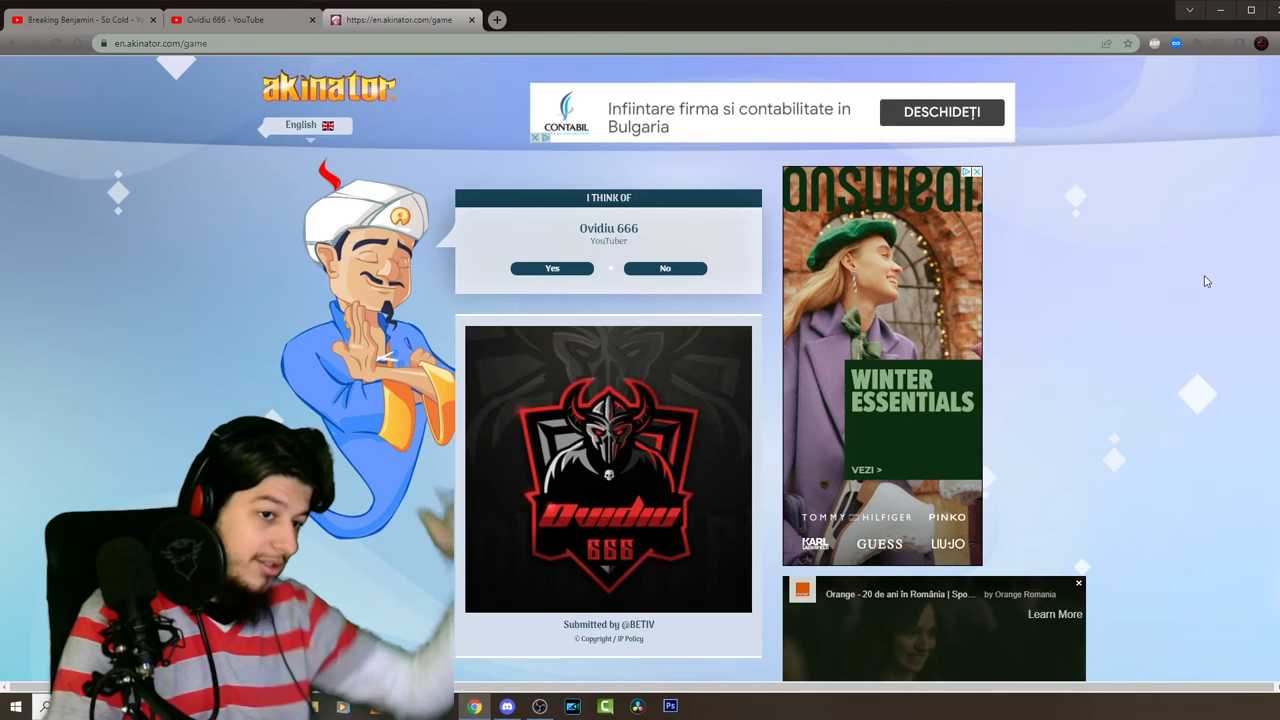 Breaking Benjamin - So Cold - Yo
Ovidiu 666 - YouTube
https://en.akinator.com/game
en.akinator.com/game
akinator
English
CONTABIL
Infiintare firma si contabilitate in
Bulgaria
DESCHIDEȚI
I THINK OF
Ovidiu 666
YouTuber
Yes
No
answear.
WINTER
ESSENTIALS
VEZI >
TOMMY HILFIGER
PINKO
KARL
LAGERFELD
GUESS
LIU·JO
Ovidiu
666
Submitted by @BETIV
© Copyright / IP Policy
Orange - 20 de ani în România | Spo...
by Orange Romania
Learn More
Ps